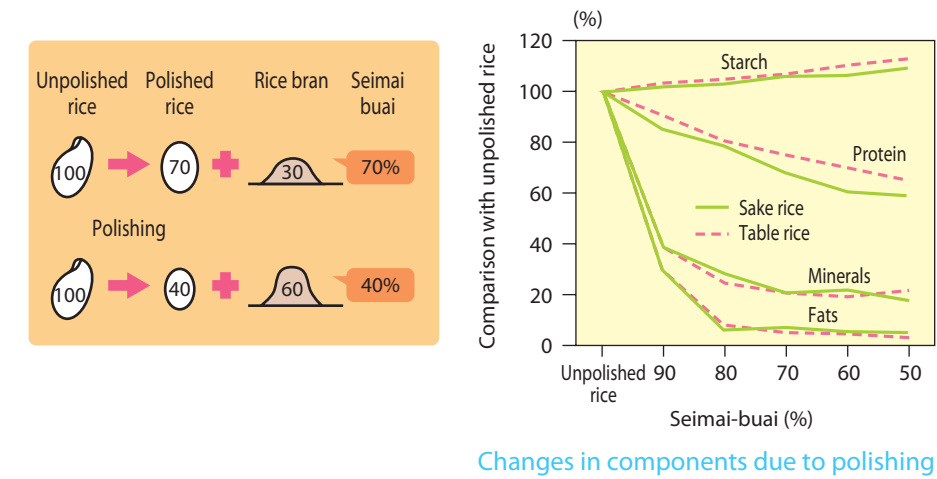 Unpolished rice
Polished rice
Rice bran
Seimai buai
100
70
30
70%
Polishing
100
40
60
40%
(%)
Comparison with unpolished rice
120
100
80
60
40
20
0
Starch
Protein
Sake rice
Table rice
Minerals
Fats
Unpolished rice
90
80
70
60
50
Seimai-buai (%)
Changes in components due to polishing